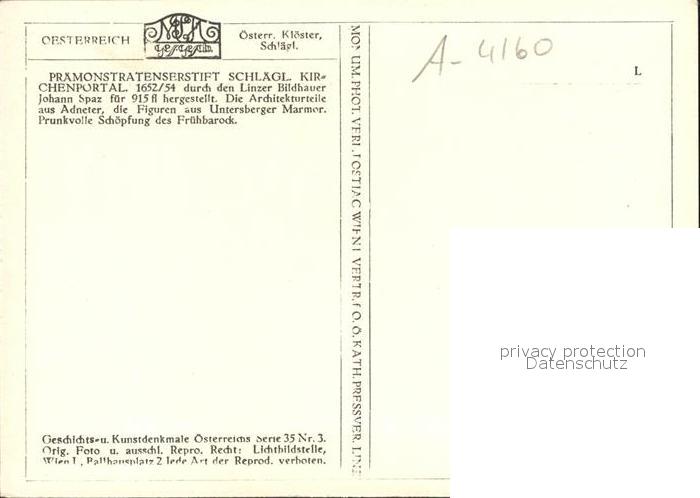 OESTERREICH
Österr. Klöster,
Schlägl.
PRÄMONSTRATENSERSTIFT SCHLÄGL. KIR-
CHENPORTAL. 1652/54 durch den Linzer Bildhauer
Johann Spaz für 915 fl hergestellt. Die Architekturteile
aus Adneter, die Figuren aus Untersberger Marmor.
Prunkvolle Schöpfung des Frühbarock.
Geschichts- u. Kunstdenkmale Österreichs Serie 35 Nr. 3.
Orig. Foto u. ausschl. Repro. Recht: Lichtbildstelle,
Wien I., Ballhausplatz 2 Jede Art der Reprod. verboten.
MONUM. PHOT. VERL. WIEN I VERTR. f. O. Ö. KATH. PRESSVER. LINZ
A-4160
L
privacy protection
Datenschutz